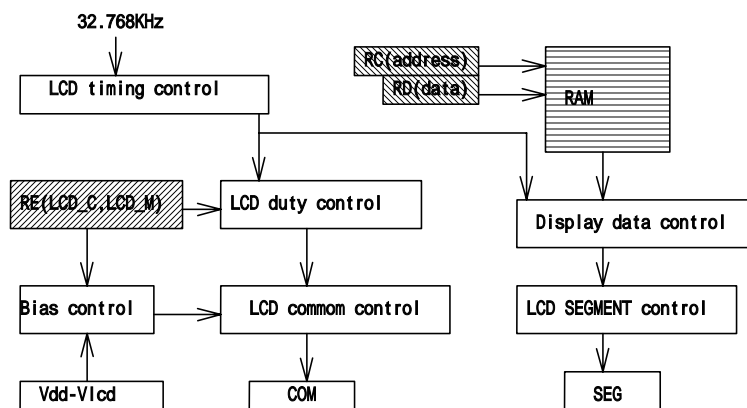 32.768KHz
LCD timing control
RC(address)
RD(data)
RAM
RE(LCD_C,LCD_M)
LCD duty control
Display data control
Bias control
LCD commom control
LCD SEGMENT control
Vdd-Vlcd
COM
SEG